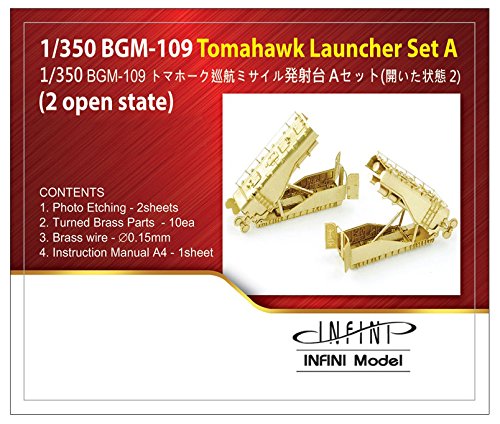 1/350 BGM-109 Tomahawk Launcher Set A
1/350 BGM-109 トマホーク巡航ミサイル発射台 Aセット(開いた状態 2)
(2 open state)
CONTENTS
1. Photo Etching - 2sheets
2. Turned Brass Parts - 10ea
3. Brass wire - ∅0.15mm
4. Instruction Manual A4 - 1sheet
INFINI
INFINI Model